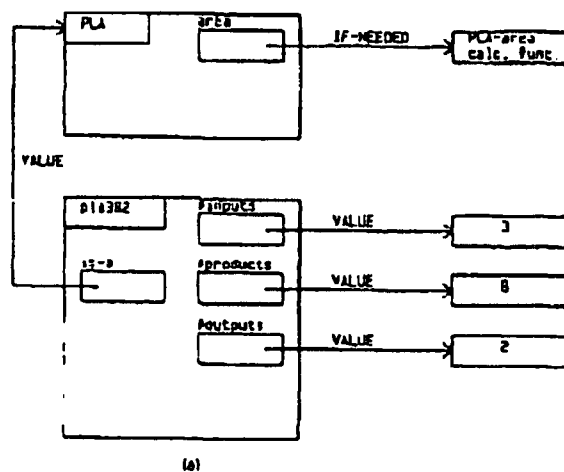 PLA
area
IF-NEEDED
PLA-area
calc. func.
VALUE
pla382
#inputs
VALUE
3
is-a
#products
VALUE
8
#outputs
VALUE
2
(a)